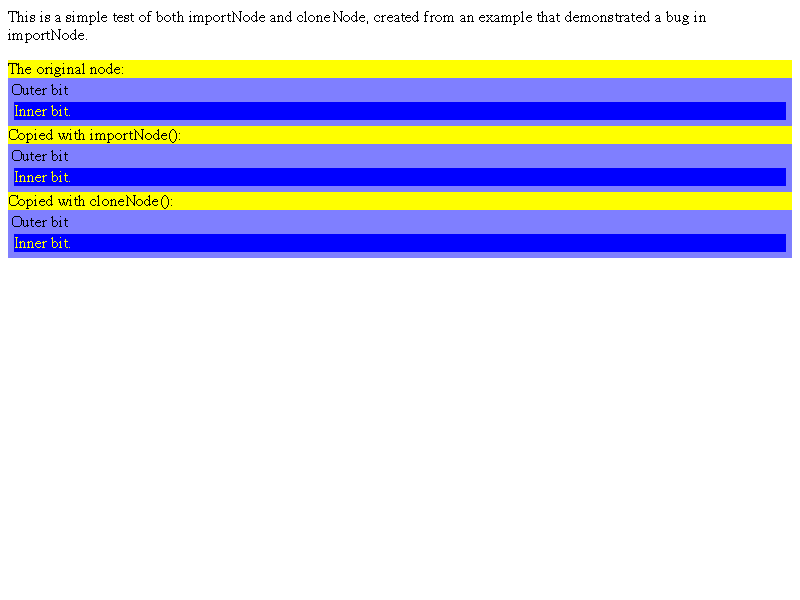 This is a simple test of both importNode and cloneNode, created from an example that demonstrated a bug in
importNode.
The original node:
Outer bit
Inner bit.
Copied with importNode():
Outer bit
Inner bit.
Copied with cloneNode():
Outer bit
Inner bit.